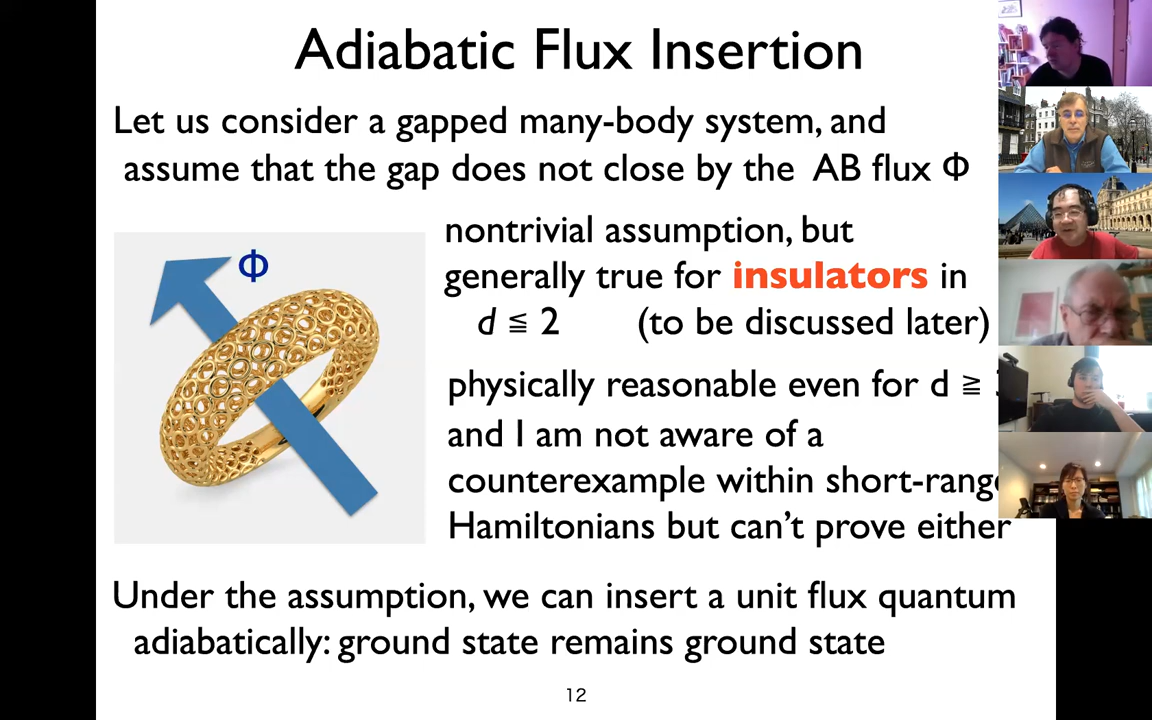 Adiabatic Flux Insertion
Let us consider a gapped many-body system, and
assume that the gap does not close by the AB flux Φ
Φ
nontrivial assumption, but
generally true for insulators in
d ≦ 2 (to be discussed later)
physically reasonable even for d ≧
and I am not aware of a
counterexample within short-range
Hamiltonians but can't prove either
Under the assumption, we can insert a unit flux quantum
adiabatically: ground state remains ground state
12